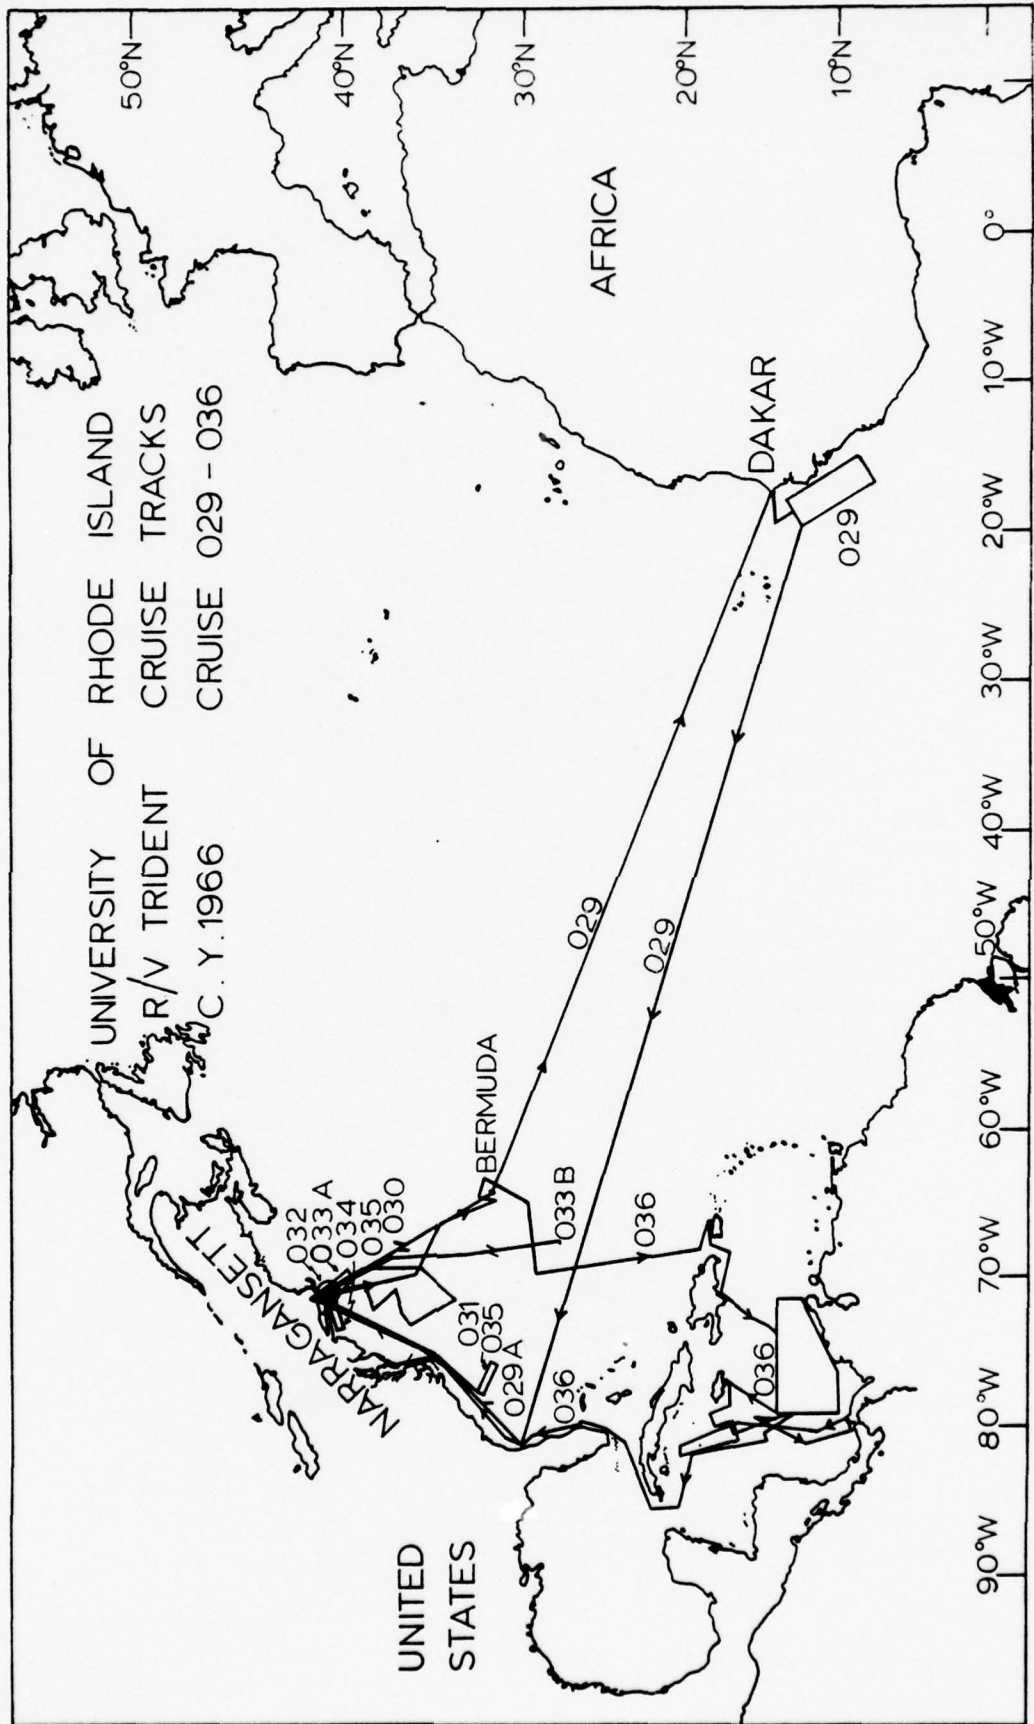 UNIVERSITY OF RHODE ISLAND
R/V TRIDENT CRUISE TRACKS
C. Y. 1966 CRUISE 029 - 036
50°N
40°N
30°N
20°N
10°N
UNITED
STATES
NARRAGANSETT
032
033 A
034
035
030
BERMUDA
031
035
029 A
033 B
036
036
036
029
029
029
DAKAR
AFRICA
90°W
80°W
70°W
60°W
50°W
40°W
30°W
20°W
10°W
0°